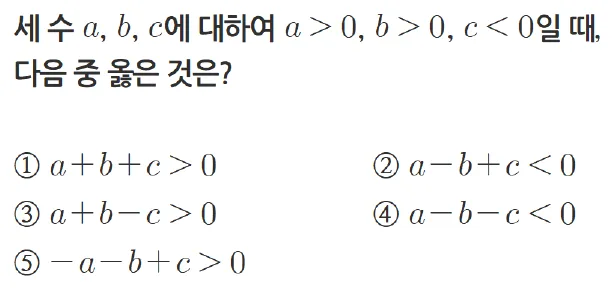 세 수 a, b, c에 대하여 a > 0, b > 0, c < 0일 때,
다음 중 옳은 것은?
① a+b+c > 0 ② a-b+c < 0
③ a+b-c > 0 ④ a-b-c < 0
⑤ -a-b+c > 0